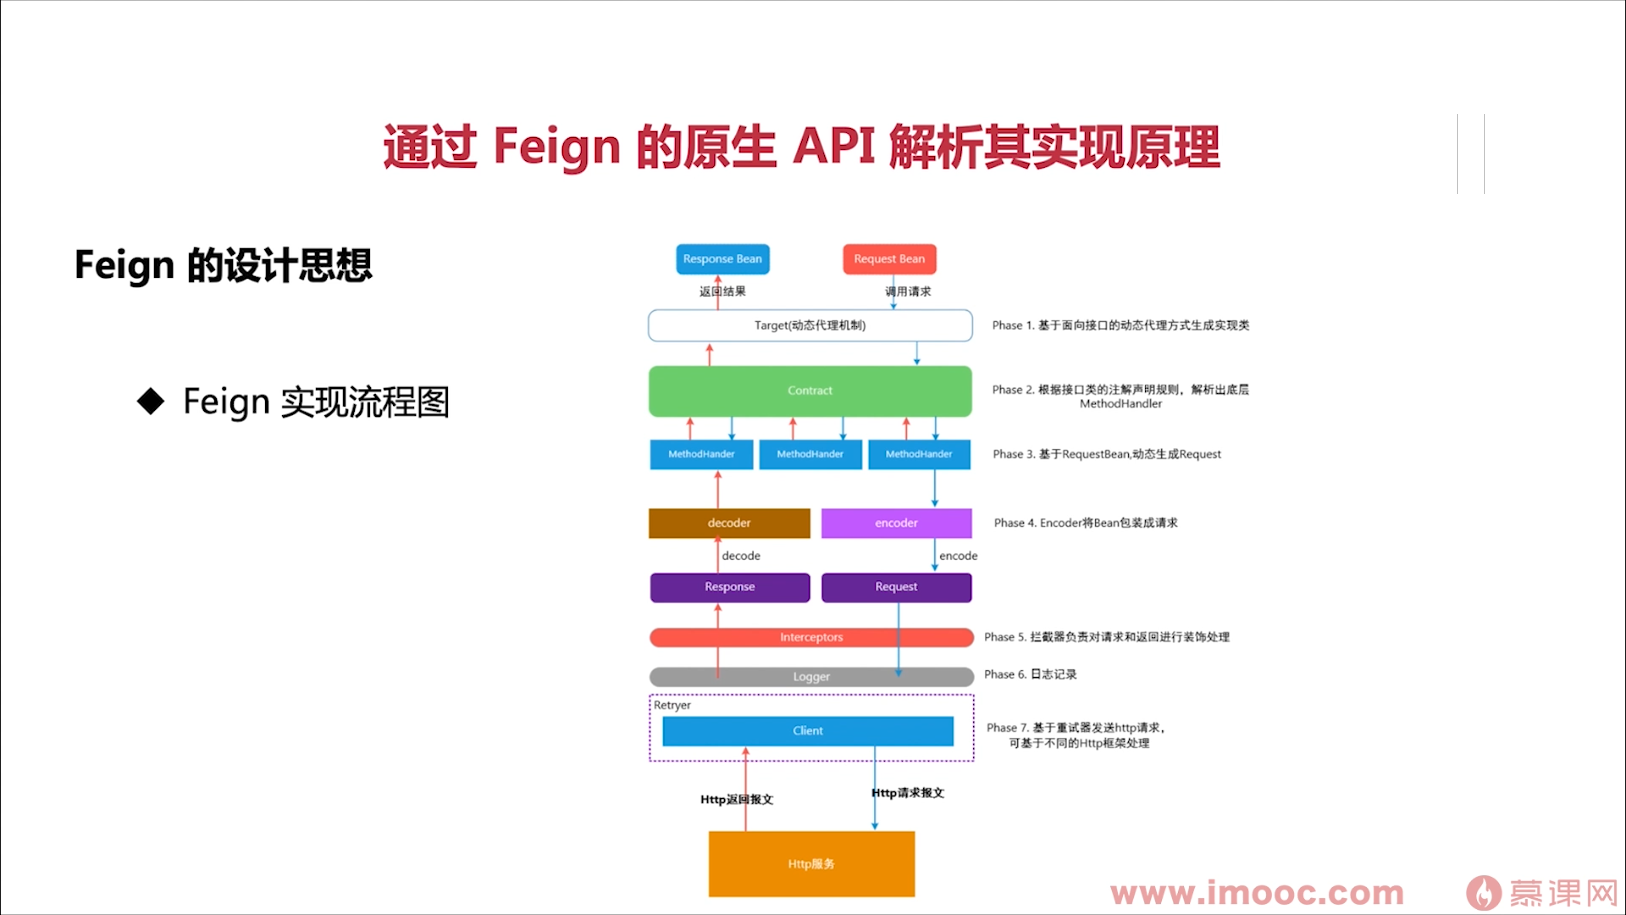 通过 Feign 的原生 API 解析其实现原理
Feign 的设计思想
◆ Feign 实现流程图
Response Bean
Request Bean
返回结果
调用请求
Target(动态代理机制)
Phase 1. 基于面向接口的动态代理方式生成实现类
Contract
Phase 2. 根据接口类的注解声明规则，解析出底层
MethodHandler
MethodHander
MethodHander
MethodHander
Phase 3. 基于RequestBean,动态生成Request
decoder
encoder
Phase 4. Encoder将Bean包装成请求
decode
encode
Response
Request
Interceptors
Phase 5. 拦截器负责对请求和返回进行装饰处理
Logger
Phase 6. 日志记录
Retryer
Client
Phase 7. 基于重试器发送http请求，
可基于不同的Http框架处理
Http返回报文
Http请求报文
Http服务
www.imooc.com
慕课网